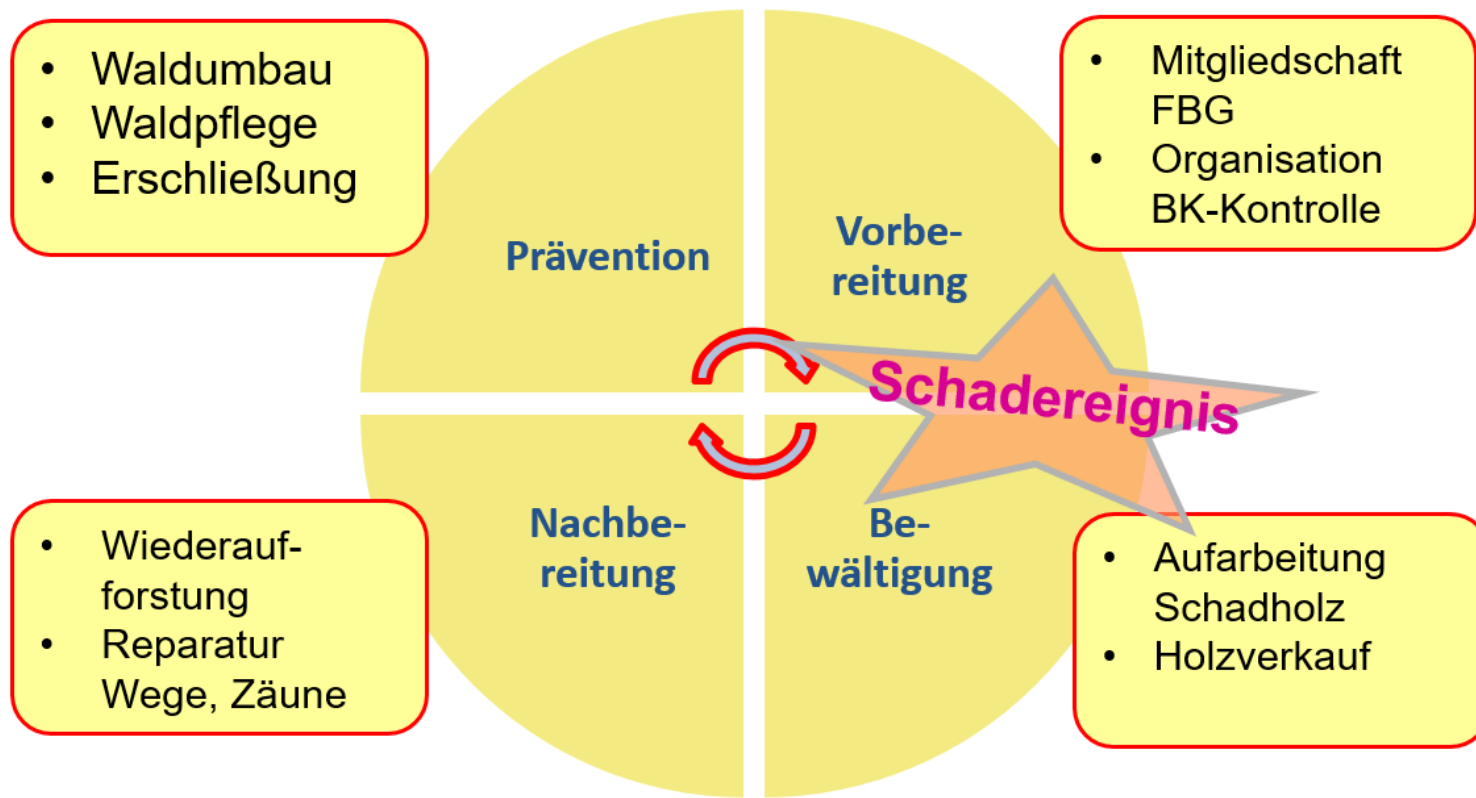 • Waldumbau
• Waldpflege
• Erschließung
• Mitgliedschaft
FBG
• Organisation
BK-Kontrolle
Prävention
Vorbe-
reitung
Schadereignis
Nachbe-
reitung
Be-
wältigung
• Wiederauf-
forstung
• Reparatur
Wege, Zäune
• Aufarbeitung
Schadholz
• Holzverkauf